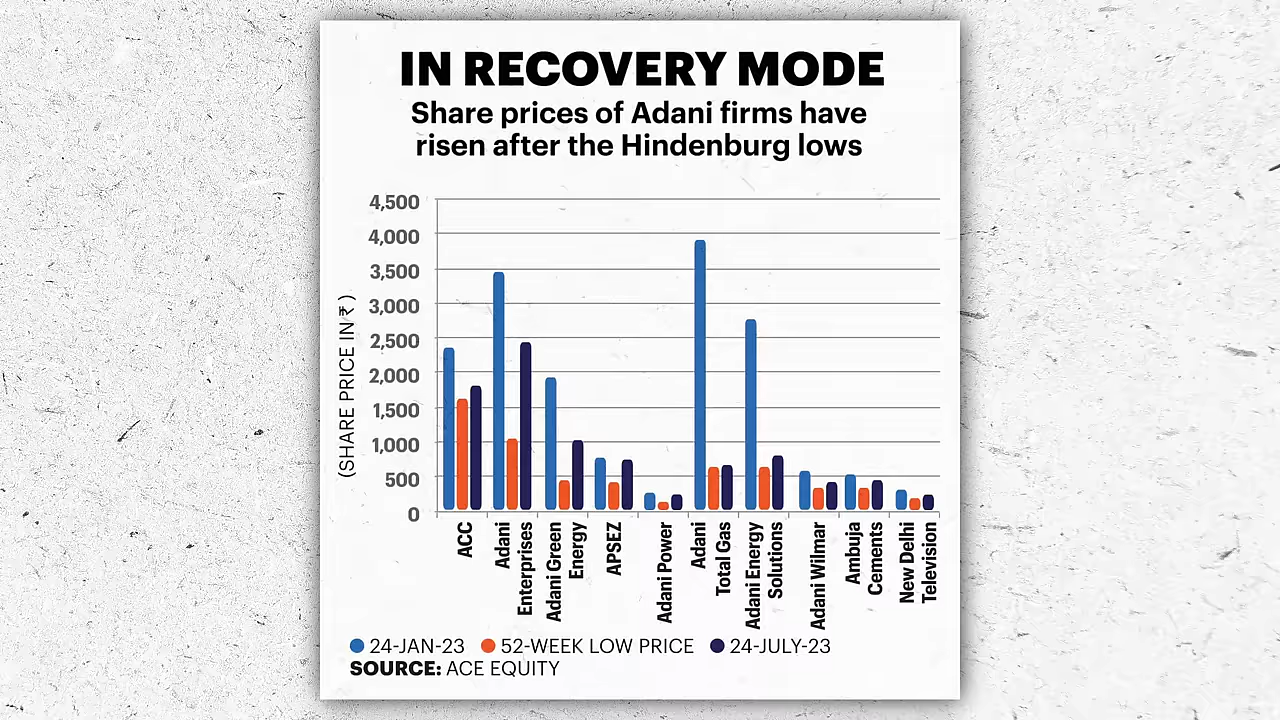 IN RECOVERY MODE
Share prices of Adani firms have
risen after the Hindenburg lows
(SHARE PRICE IN ₹)
4,500
4,000
3,500
3,000
2,500
2,000
1,500
1,000
500
0
ACC
Adani
Enterprises
Adani Green
Energy
APSEZ
Adani Power
Adani
Total Gas
Adani Energy
Solutions
Adani Wilmar
Ambuja
Cements
New Delhi
Television
24-JAN-23 52-WEEK LOW PRICE 24-JULY-23
SOURCE: ACE EQUITY